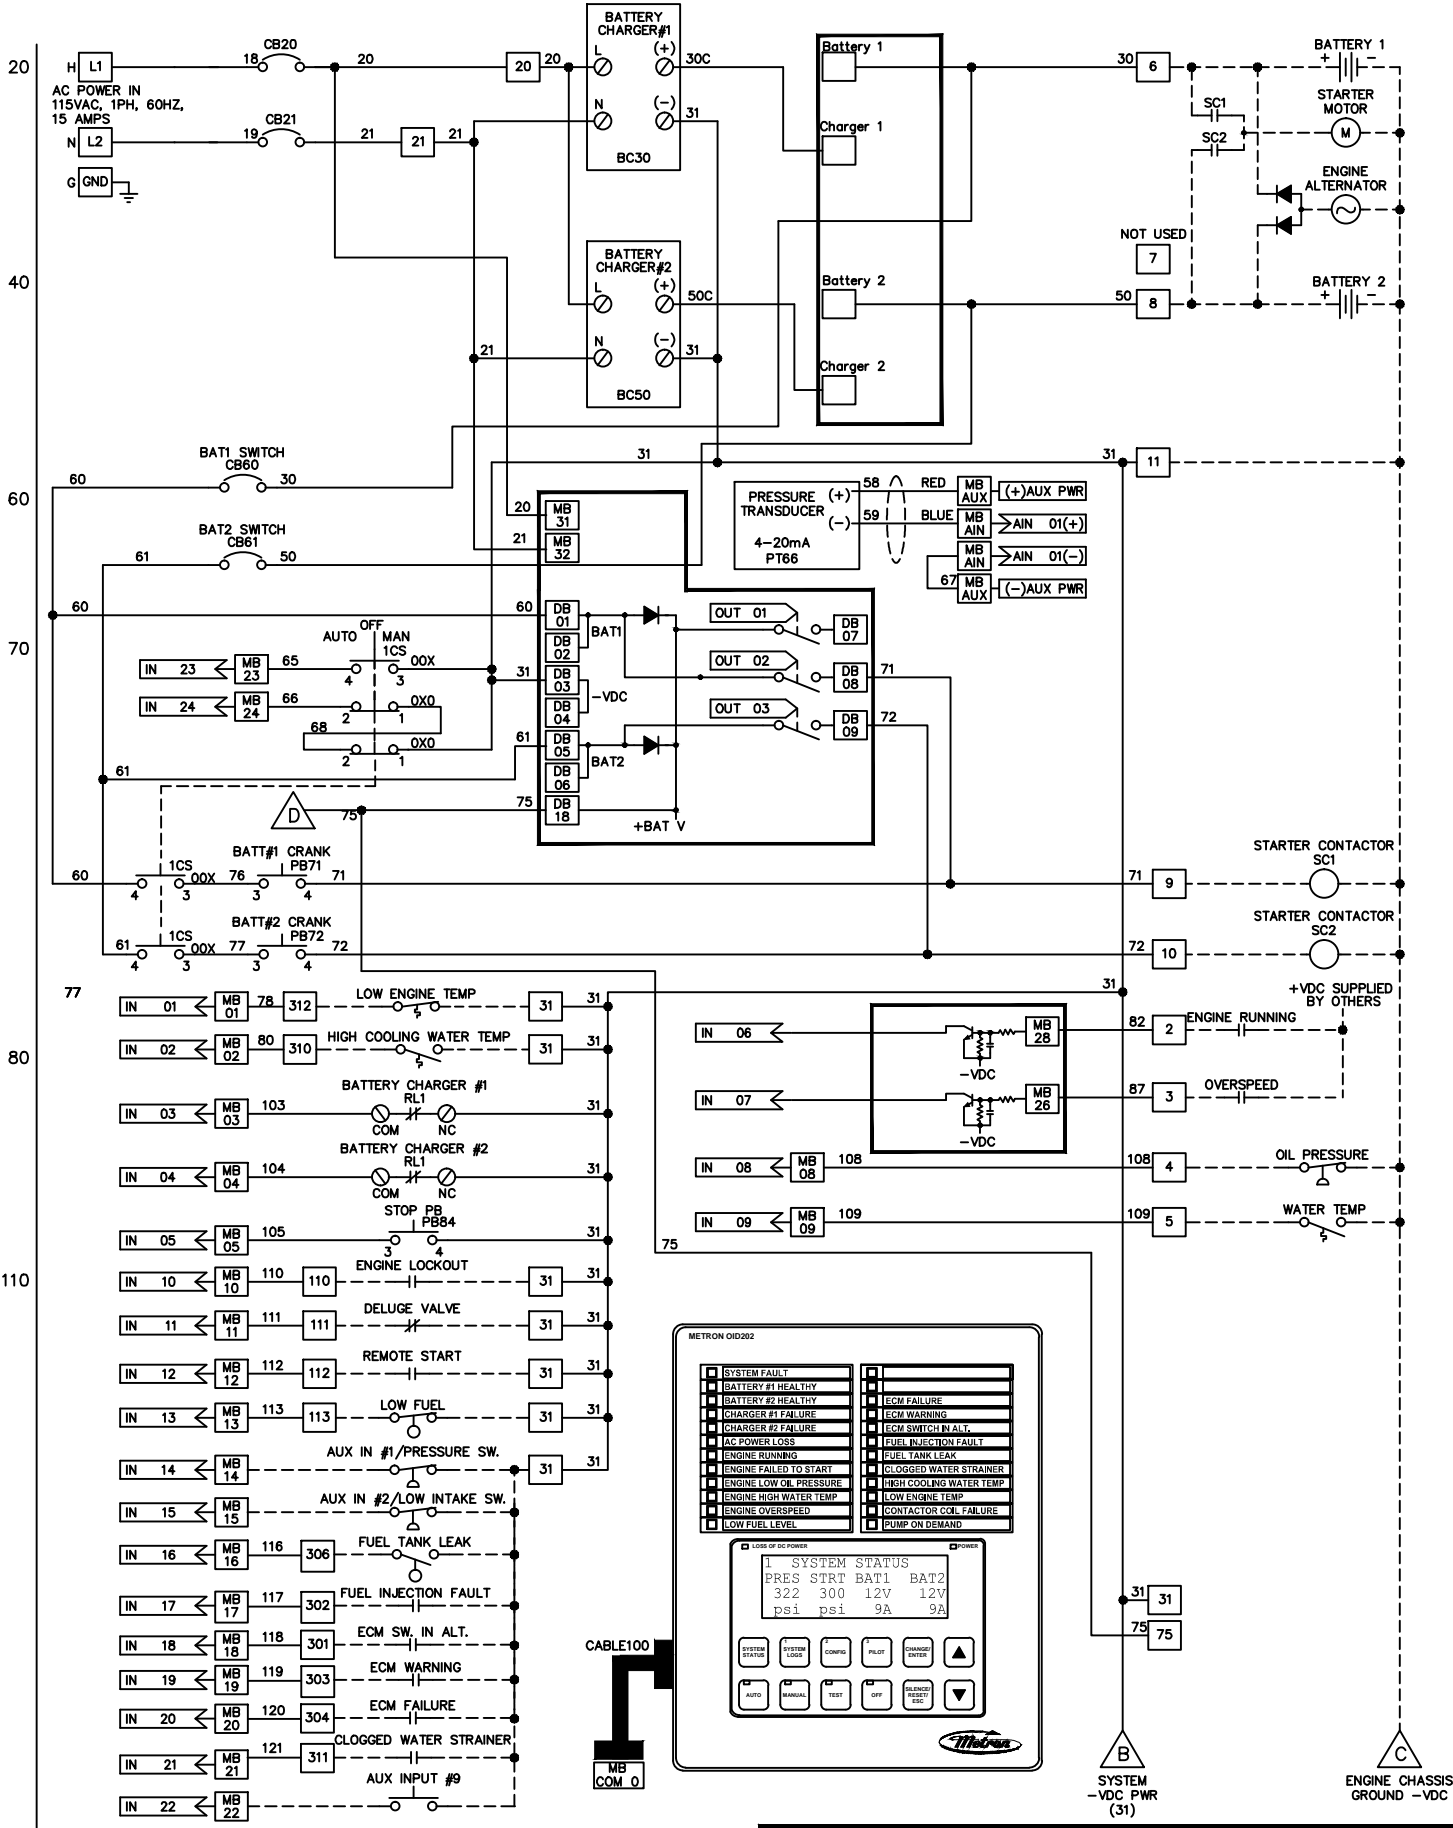 20
H L1 18 CB20 20 20 20
AC POWER IN
115VAC, 1PH, 60HZ,
15 AMPS
N L2 19 CB21 21 21 21
G GND
BATTERY
CHARGER#1
L (+) 30C
N (-) 31
BC30
BATTERY
CHARGER#2
L (+) 50C
21 N (-) 31
BC50
Battery 1
Charger 1
Battery 2
Charger 2
30 6
BATTERY 1
+ -
SC1
SC2
STARTER
MOTOR
M
ENGINE
ALTERNATOR
NOT USED
7
40
50 8
BATTERY 2
+ -
BAT1 SWITCH
CB60
60 30
31 31 11
60
BAT2 SWITCH
CB61
61 50
20 MB
31
21 MB
32
PRESSURE
TRANSDUCER
(+) 58 RED MB
AUX (+)AUX PWR
(-) 59 BLUE MB
AIN AIN 01(+)
4-20mA
PT66
MB
AIN AIN 01(-)
67 MB
AUX (-)AUX PWR
60 60 DB
01 BAT1
DB
02
31 DB
03 -VDC
DB
04
61 DB
05 BAT2
DB
06
75 DB
18
+BAT V
OUT 01 DB
07
OUT 02 DB
08 71
OUT 03 DB
09 72
70
OFF
AUTO MAN
1CS
IN 23 MB
23 65 4 3 00X
IN 24 MB
24 66 2 1 0X0
68 2 1 0X0
61
D 75
BATT#1 CRANK
PB71
60 4 1CS 3 00X 76 3 4 71
71 9
STARTER CONTACTOR
SC1
BATT#2 CRANK
PB72
61 4 1CS 3 00X 77 3 4 72
72 10
STARTER CONTACTOR
SC2
77
IN 01 MB
01 78 312 LOW ENGINE TEMP 31 31
31
IN 02 MB
02 80 310 HIGH COOLING WATER TEMP 31 31
80
BATTERY CHARGER #1
RL1
IN 03 MB
03 103 COM NC 31
BATTERY CHARGER #2
RL1
IN 04 MB
04 104 COM NC 31
STOP PB
PB84
IN 05 MB
05 105 3 4 31
110
IN 10 MB
10 110 110 ENGINE LOCKOUT 31 31
IN 11 MB
11 111 111 DELUGE VALVE 31 31
IN 12 MB
12 112 112 REMOTE START 31 31
IN 13 MB
13 113 113 LOW FUEL 31 31
IN 14 MB
14 AUX IN #1/PRESSURE SW. 31 31
IN 15 MB
15 AUX IN #2/LOW INTAKE SW.
IN 16 MB
16 116 306 FUEL TANK LEAK
IN 17 MB
17 117 302 FUEL INJECTION FAULT
IN 18 MB
18 118 301 ECM SW. IN ALT.
IN 19 MB
19 119 303 ECM WARNING
IN 20 MB
20 120 304 ECM FAILURE
IN 21 MB
21 121 311 CLOGGED WATER STRAINER
IN 22 MB
22 AUX INPUT #9
IN 06 MB
28 82 2 ENGINE RUNNING
-VDC
+VDC SUPPLIED
BY OTHERS
IN 07 MB
26 87 3 OVERSPEED
-VDC
IN 08 MB
08 108 108 4 OIL PRESSURE
IN 09 MB
09 109 109 5 WATER TEMP
75
METRON OID202
SYSTEM FAULT
BATTERY #1 HEALTHY
BATTERY #2 HEALTHY
CHARGER #1 FAILURE
CHARGER #2 FAILURE
AC POWER LOSS
ENGINE RUNNING
ENGINE FAILED TO START
ENGINE LOW OIL PRESSURE
ENGINE HIGH WATER TEMP
ENGINE OVERSPEED
LOW FUEL LEVEL
ECM FAILURE
ECM WARNING
ECM SWITCH IN ALT.
FUEL INJECTION FAULT
FUEL TANK LEAK
CLOGGED WATER STRAINER
HIGH COOLING WATER TEMP
LOW ENGINE TEMP
CONTACTOR COIL FAILURE
PUMP ON DEMAND
LOSS OF DC POWER POWER
1 SYSTEM STATUS
PRES STRT BAT1 BAT2
322 300 12V 12V
psi psi 9A 9A
SYSTEM
STATUS
1 SYSTEM
LOGS
2 CONFIG
3 PILOT
CHANGE/
ENTER
AUTO
MANUAL
TEST
OFF
SILENCE/
RESET/
ESC
Metron
CABLE100
MB
COM 0
31 31
75 75
B
SYSTEM
-VDC PWR
(31)
C
ENGINE CHASSIS
GROUND -VDC